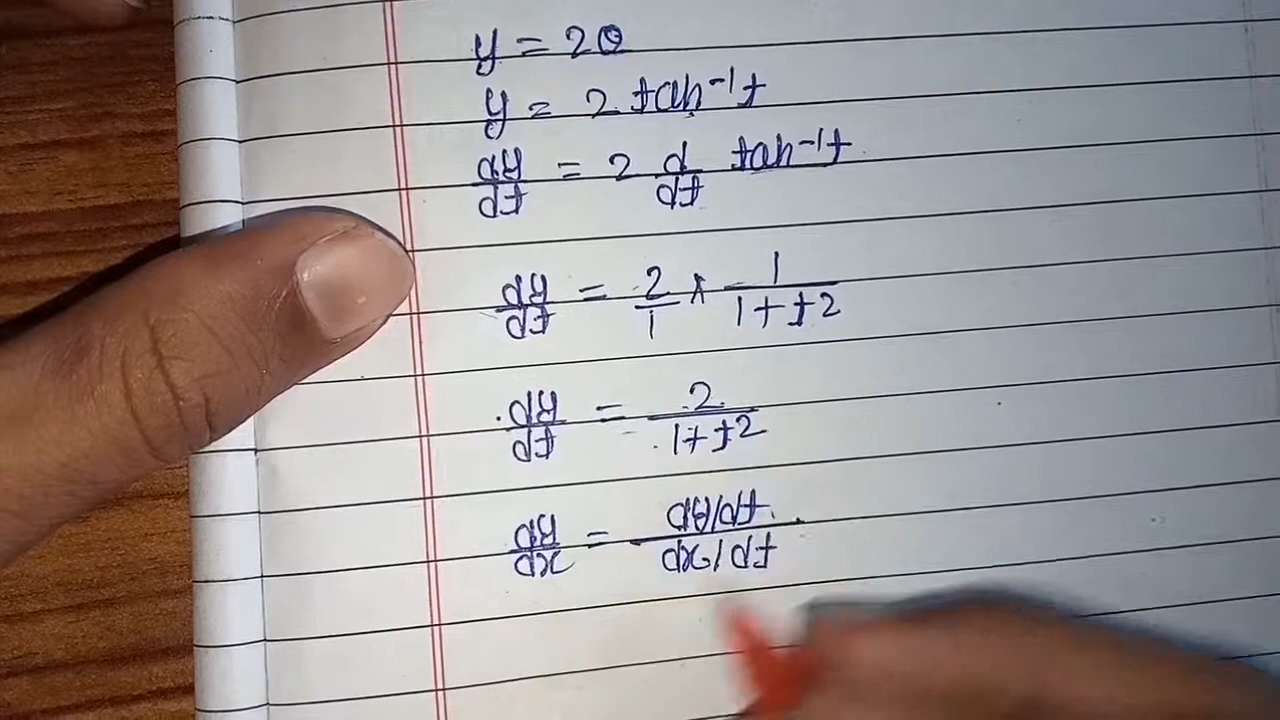 y = 2θ
y = 2 tan⁻¹t
dy/dt = 2 d/dt tan⁻¹t
dy/dt = 2/1 × 1/1+t2
dy/dt = 2/1+t2
dy/dx = dy/dt / dx/dt